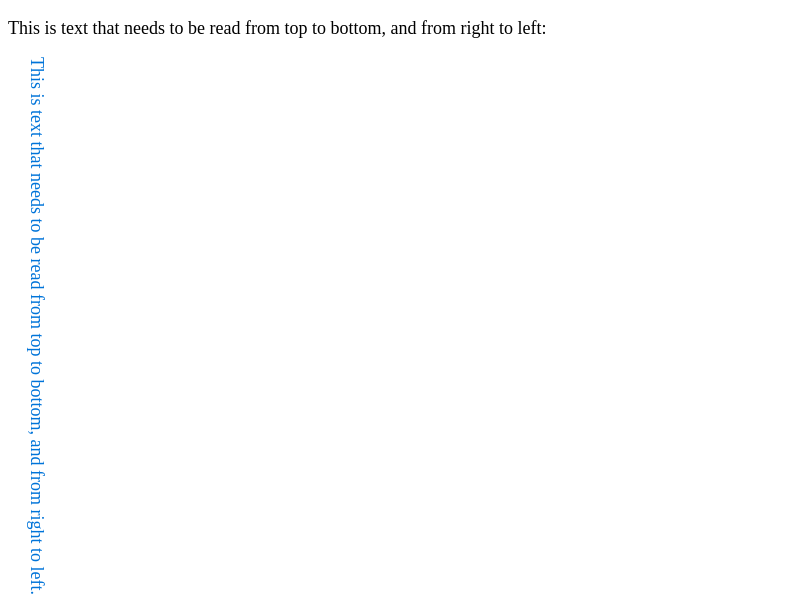 This is text that needs to be read from top to bottom, and from right to left:
This is text that needs to be read from top to bottom, and from right to left.